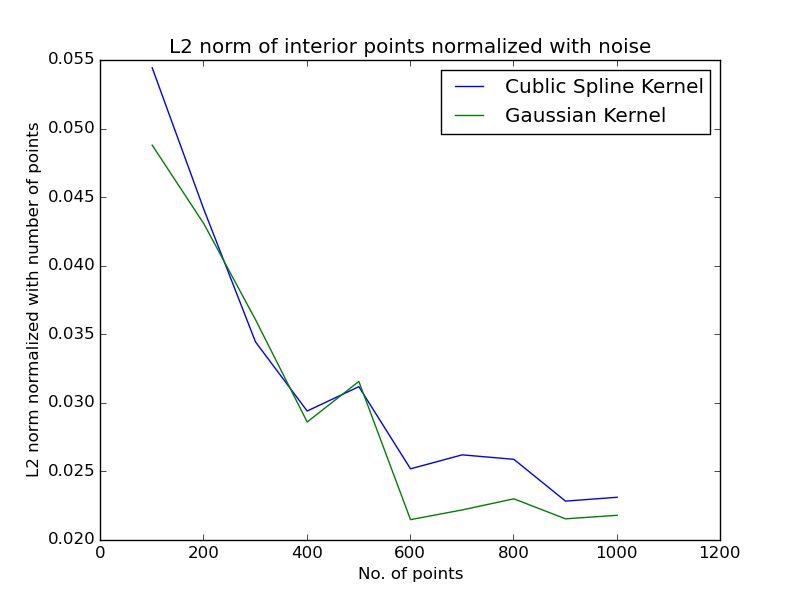 L2 norm of interior points normalized with noise
Cublic Spline Kernel
Gaussian Kernel
L2 norm normalized with number of points
0.055
0.050
0.045
0.040
0.035
0.030
0.025
0.020
0 200 400 600 800 1000 1200
No. of points